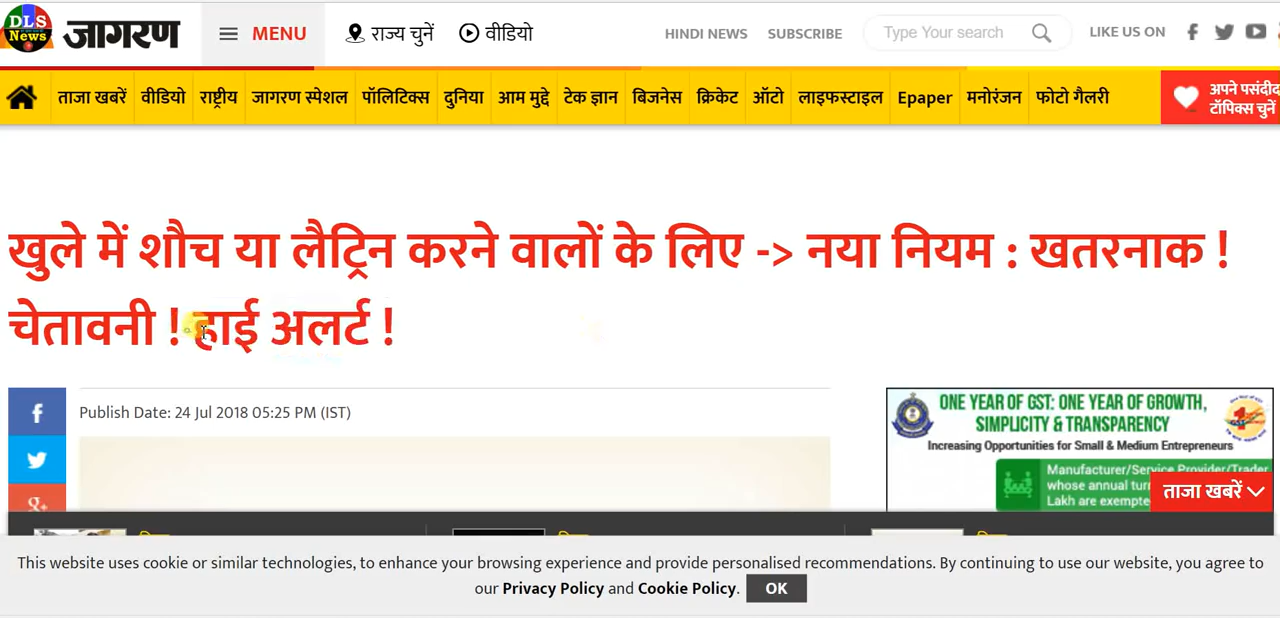 DLS
News
जागरण
MENU
राज्य चुनें
वीडियो
HINDI NEWS
SUBSCRIBE
Type Your search
LIKE US ON
ताजा खबरें वीडियो राष्ट्रीय जागरण स्पेशल पॉलिटिक्स दुनिया आम मुद्दे टेक ज्ञान बिजनेस क्रिकेट ऑटो लाइफस्टाइल Epaper मनोरंजन फोटो गैलरी
अपने पसंदीद
टॉपिक्स चुनें
खुले में शौच या लैट्रिन करने वालों के लिए -> नया नियम : खतरनाक !
चेतावनी ! हाई अलर्ट !
Publish Date: 24 Jul 2018 05:25 PM (IST)
ONE YEAR OF GST: ONE YEAR OF GROWTH,
SIMPLICITY & TRANSPARENCY
Increasing Opportunities for Small & Medium Entrepreneurs
Manufacturer/Service Provider/Trader
whose annual
Lakh are
ताजा खबरें
This website uses cookie or similar technologies, to enhance your browsing experience and provide personalised recommendations. By continuing to use our website, you agree to
our Privacy Policy and Cookie Policy. OK